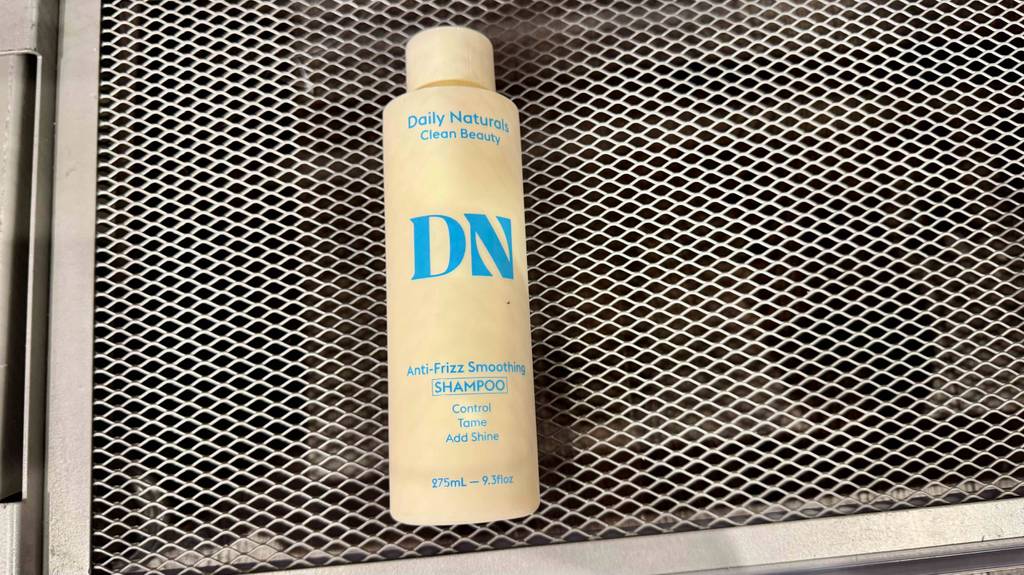 Daily Naturals
Clean Beauty
DN
Anti-Frizz Smoothing
SHAMPOO
Control
Tame
Add Shine
275mL — 9.3floz